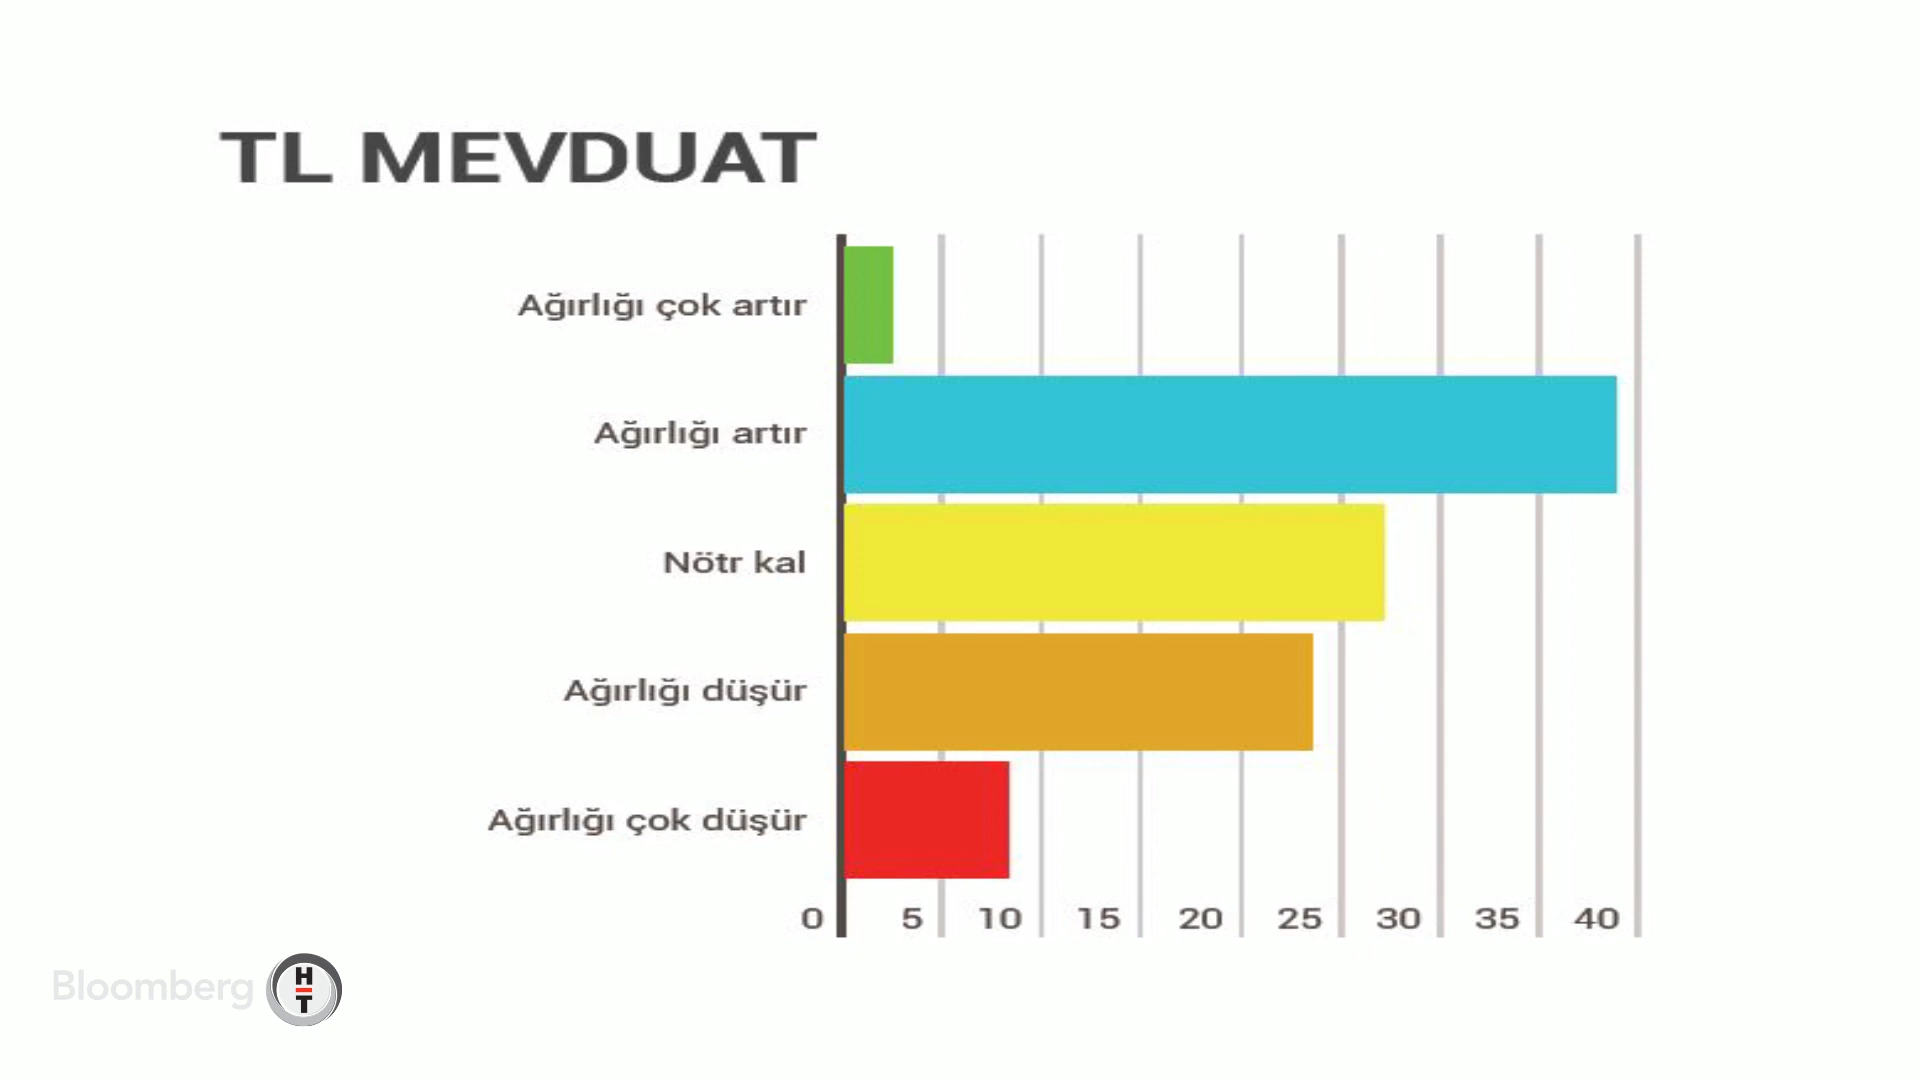 TL MEVDUAT
Ağırlığı çok artır
Ağırlığı artır
Nötr kal
Ağırlığı düşür
Ağırlığı çok düşür
0 5 10 15 20 25 30 35 40
Bloomberg HT